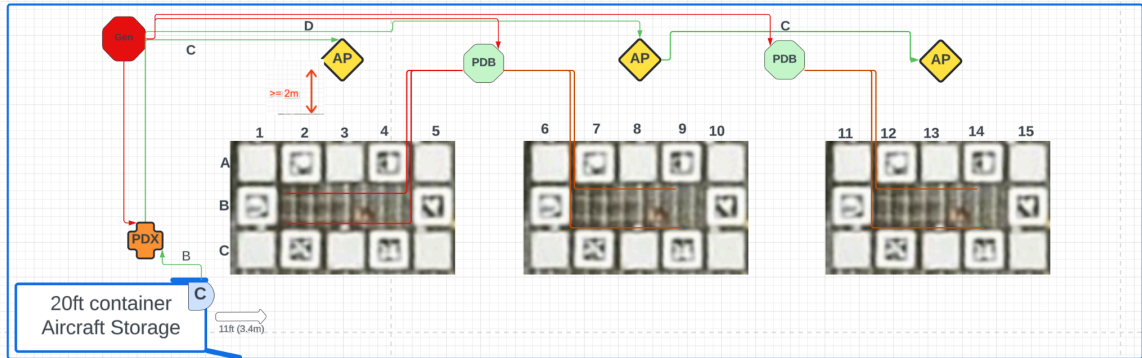 Gen
D
C
AP
PDB
AP
C
PDB
AP
>= 2m
1 2 3 4 5
6 7 8 9 10
11 12 13 14 15
A
B
C
PDX
B
C
20ft container
Aircraft Storage
11ft (3.4m)